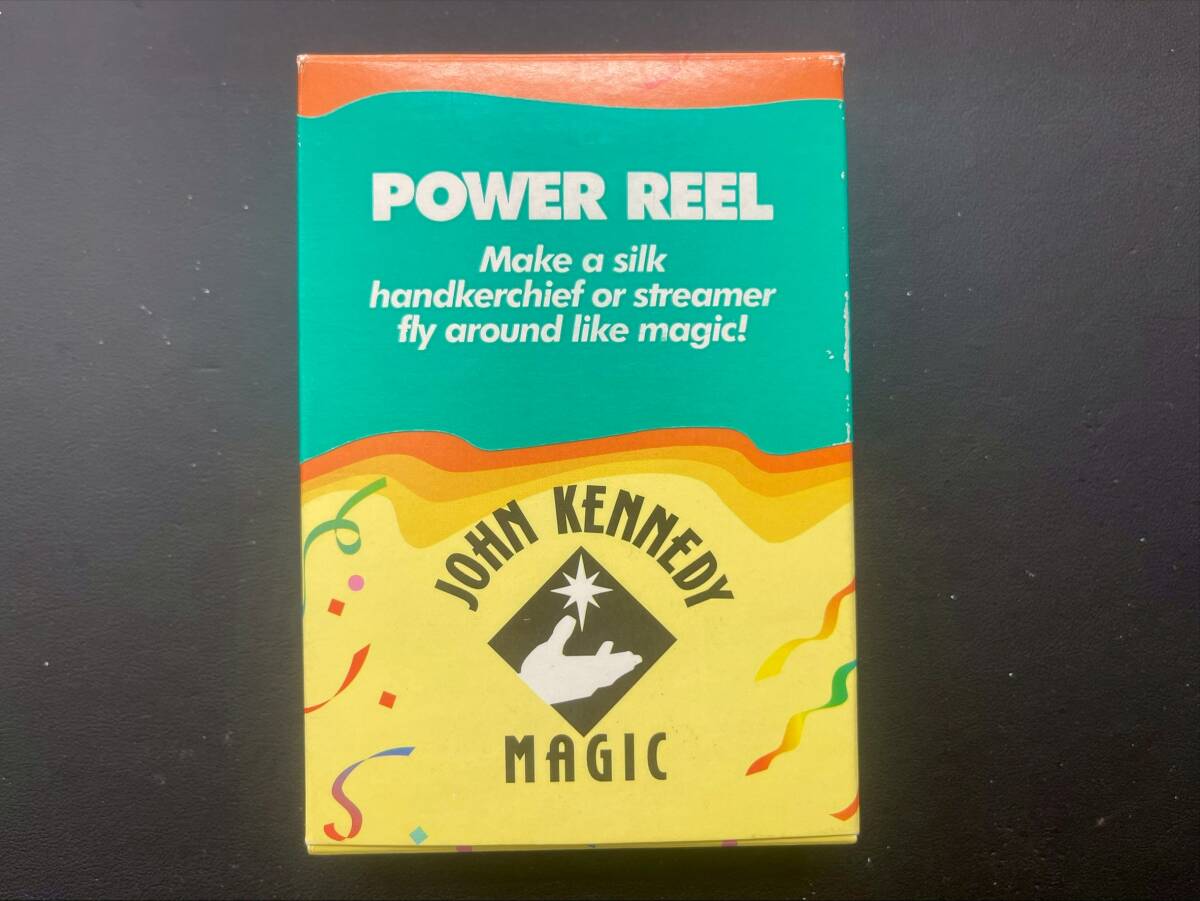 POWER REEL
Make a silk
handkerchief or streamer
fly around like magic!
JOHN KENNEDY
MAGIC